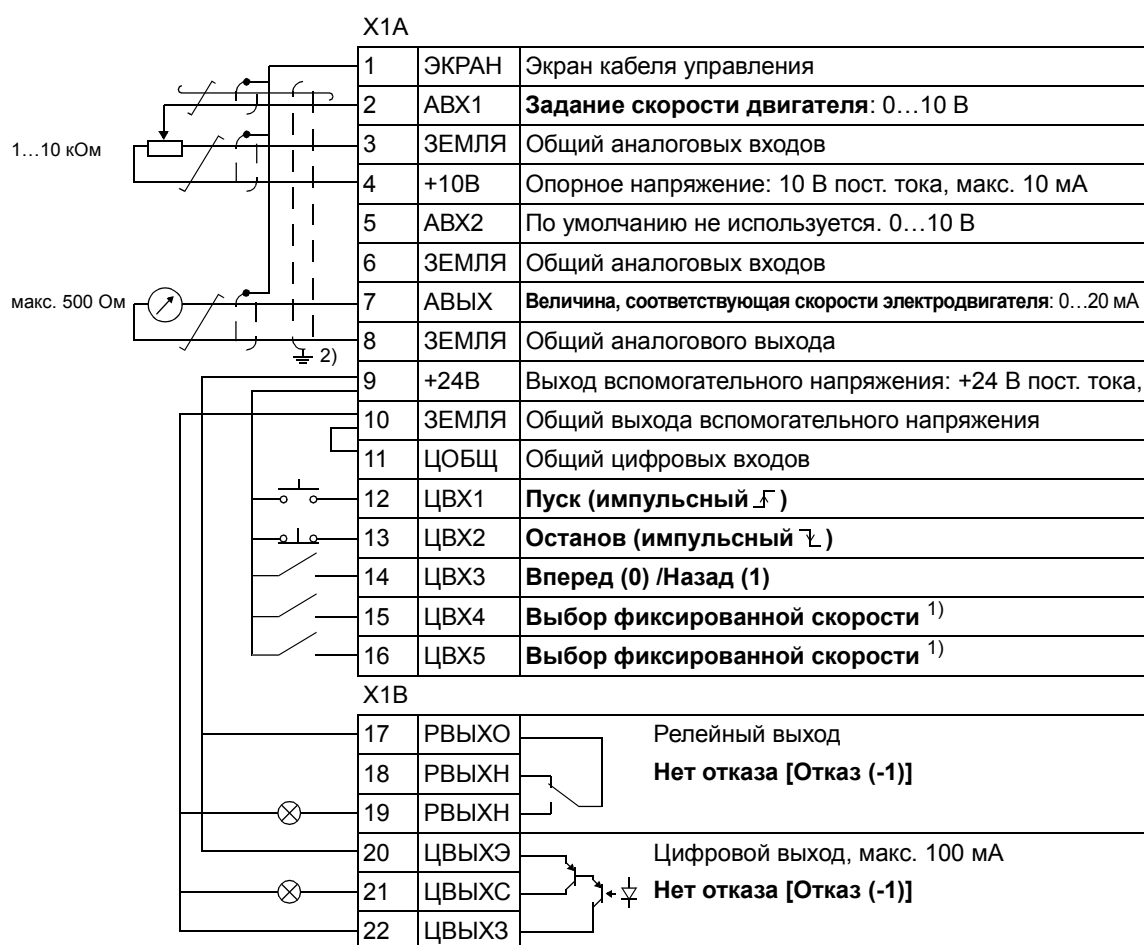 X1A
1 ЭКРАН Экран кабеля управления
2 АВХ1 Задание скорости двигателя: 0…10 В
1…10 кОм
3 ЗЕМЛЯ Общий аналоговых входов
4 +10В Опорное напряжение: 10 В пост. тока, макс. 10 мА
5 АВХ2 По умолчанию не используется. 0…10 В
6 ЗЕМЛЯ Общий аналоговых входов
макс. 500 Ом
7 АВЫХ Величина, соответствующая скорости электродвигателя: 0…20 мА
8 ЗЕМЛЯ Общий аналогового выхода
2)
9 +24В Выход вспомогательного напряжения: +24 В пост. тока,
10 ЗЕМЛЯ Общий выхода вспомогательного напряжения
11 ЦОБЩ Общий цифровых входов
12 ЦВХ1 Пуск (импульсный )
13 ЦВХ2 Останов (импульсный )
14 ЦВХ3 Вперед (0) /Назад (1)
15 ЦВХ4 Выбор фиксированной скорости 1)
16 ЦВХ5 Выбор фиксированной скорости 1)
X1B
17 РВЫХО Релейный выход
18 РВЫХН Нет отказа [Отказ (-1)]
19 РВЫХН
20 ЦВЫХЭ Цифровой выход, макс. 100 мА
21 ЦВЫХС Нет отказа [Отказ (-1)]
22 ЦВЫХЗ